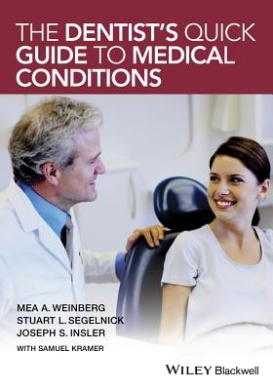 THE DENTIST'S QUICK
GUIDE TO MEDICAL
CONDITIONS
MEA A. WEINBERG
STUART L. SEGELNICK
JOSEPH S. INSLER
WITH SAMUEL KRAMER
WILEY Blackwell